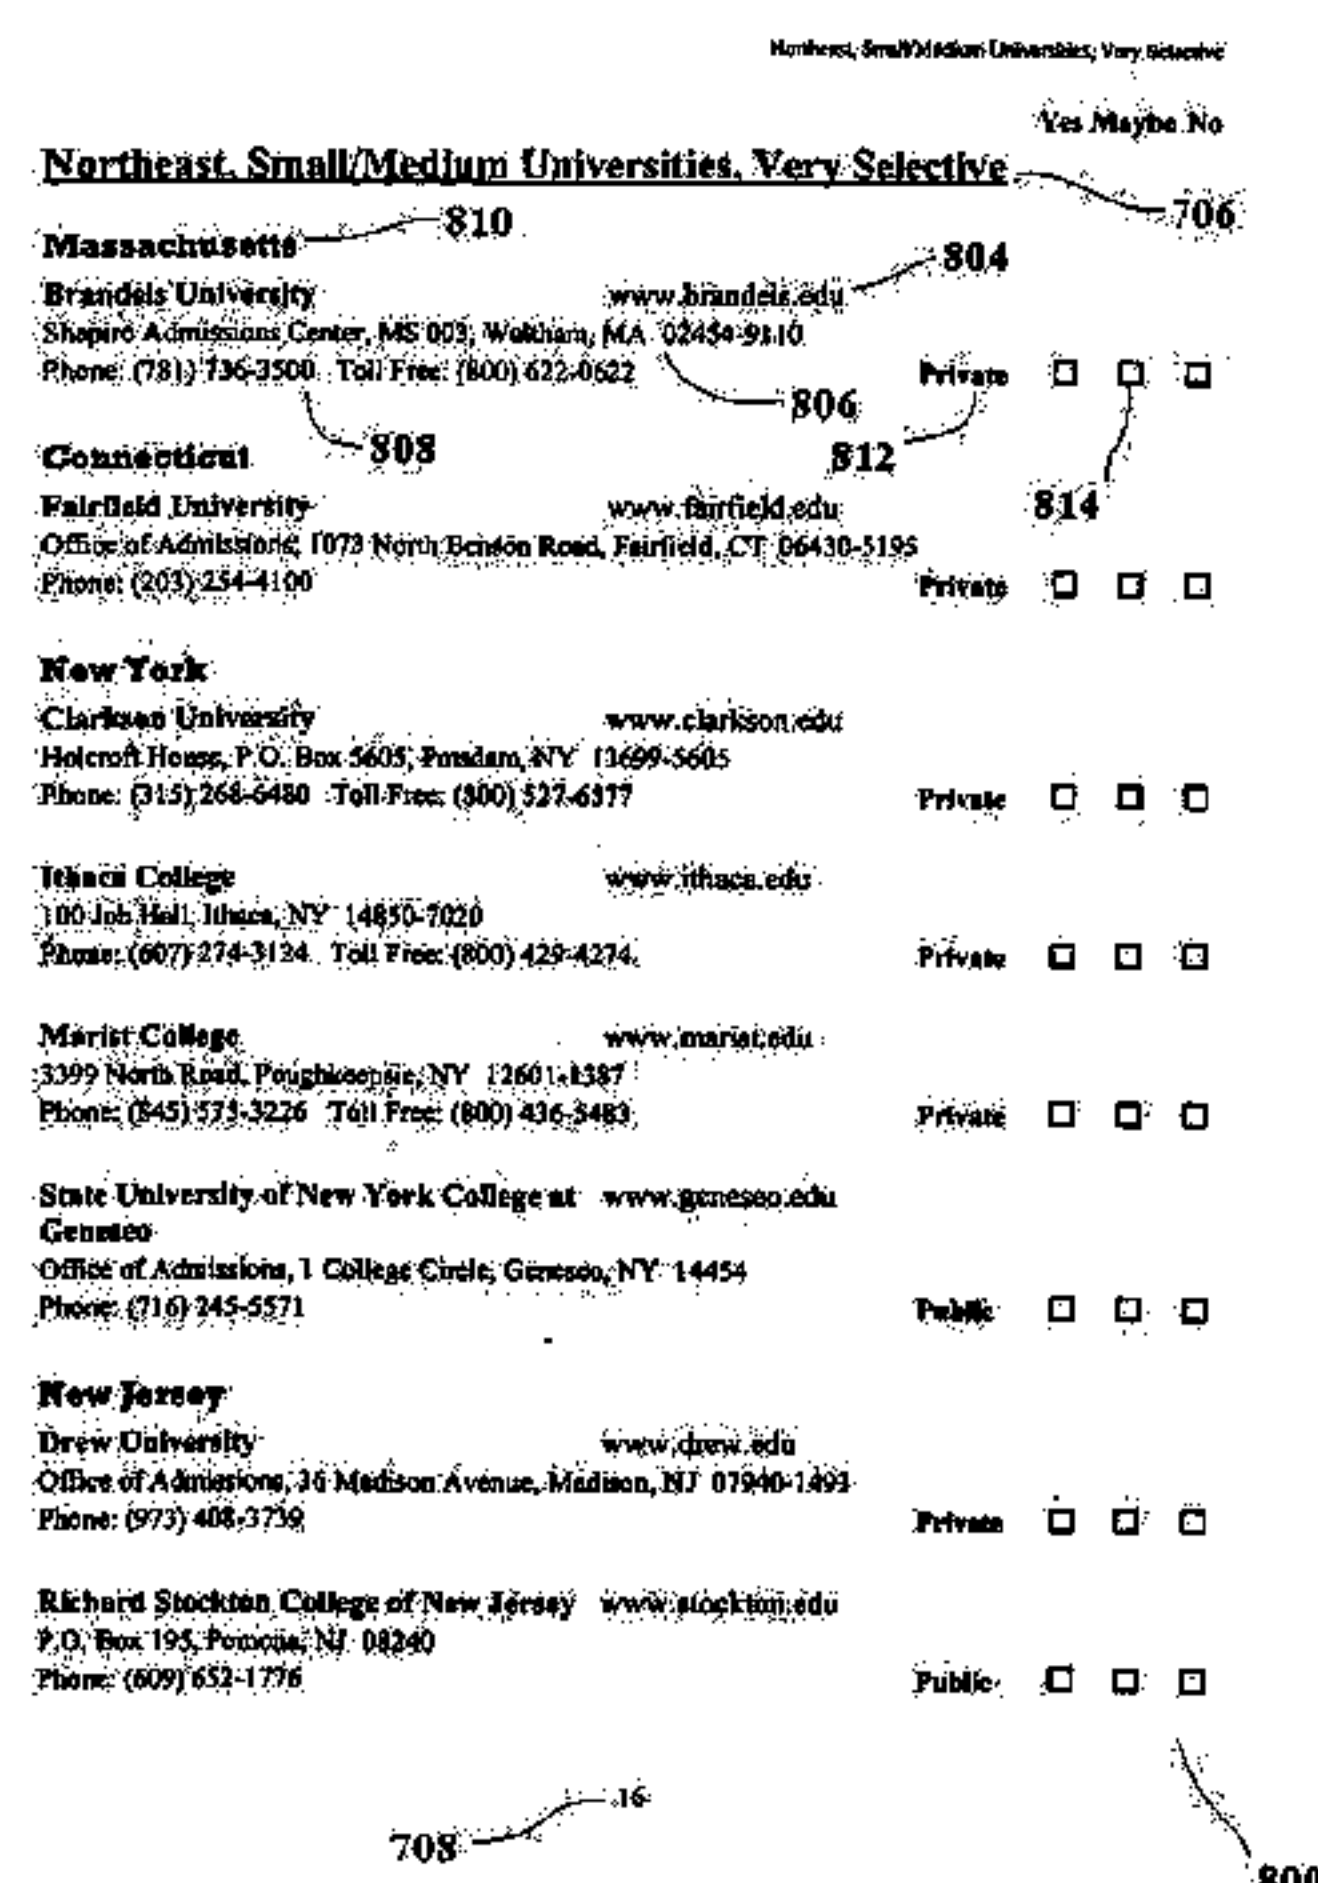 Northeast, Small/Medium Universities, Very Selective
Yes Maybe No
Northeast, Small/Medium Universities, Very Selective
706
Massachusetts 810
804
Brandeis University www.brandeis.edu
Shapiro Admissions Center, MS 003, Waltham, MA 02454-9110
Phone: (781) 736-3500 Toll Free: (800) 622-0622 Private
806
808
812
Connecticut
814
Fairfield University www.fairfield.edu
Office of Admissions, 1073 North Benson Road, Fairfield, CT 06430-5195
Phone: (203) 254-4100 Private
New York
Clarkson University www.clarkson.edu
Holcroft House, P.O. Box 5605, Potsdam, NY 13699-5605
Phone: (315) 268-6480 Toll Free: (800) 527-6577 Private
Ithaca College www.ithaca.edu
100 Job Hall, Ithaca, NY 14850-7020
Phone: (607) 274-3124 Toll Free: (800) 429-4274 Private
Marist College www.marist.edu
3399 North Road, Poughkeepsie, NY 12601-1387
Phone: (845) 575-3226 Toll Free: (800) 436-5483 Private
State University of New York College at www.geneseo.edu
Geneseo
Office of Admissions, 1 College Circle, Geneseo, NY 14454
Phone: (716) 245-5571 Public
New Jersey
Drew University www.drew.edu
Office of Admissions, 36 Madison Avenue, Madison, NJ 07940-1493
Phone: (973) 408-3739 Private
Richard Stockton College of New Jersey www.stockton.edu
P.O. Box 195, Pomona, NJ 08240
Phone: (609) 652-1776 Public
16
708
800